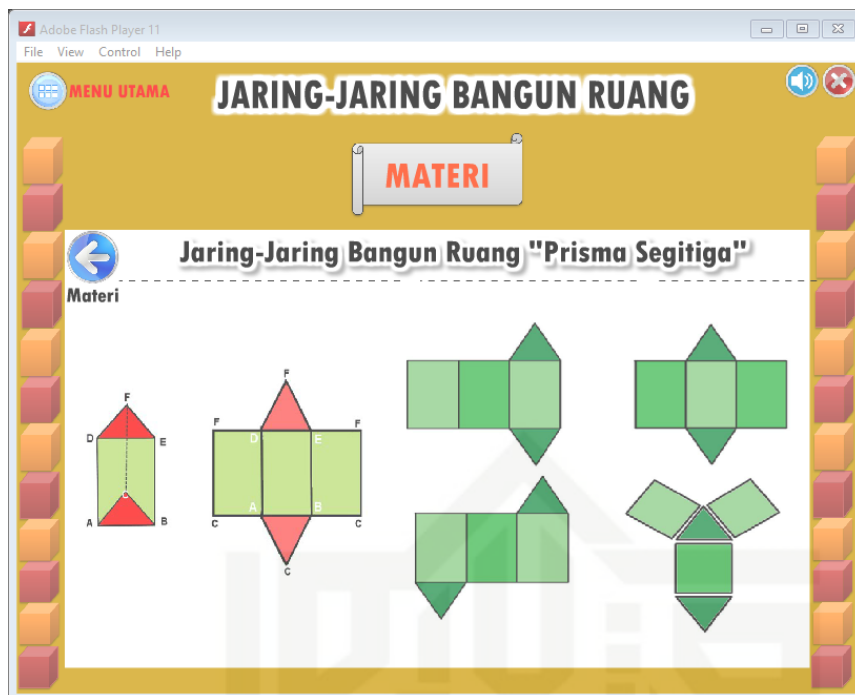 Adobe Flash Player 11
File View Control Help
MENU UTAMA
JARING-JARING BANGUN RUANG
MATERI
Jaring-Jaring Bangun Ruang "Prisma Segitiga"
Materi
F
D E
A B
F
F D E F
A B
C C
C